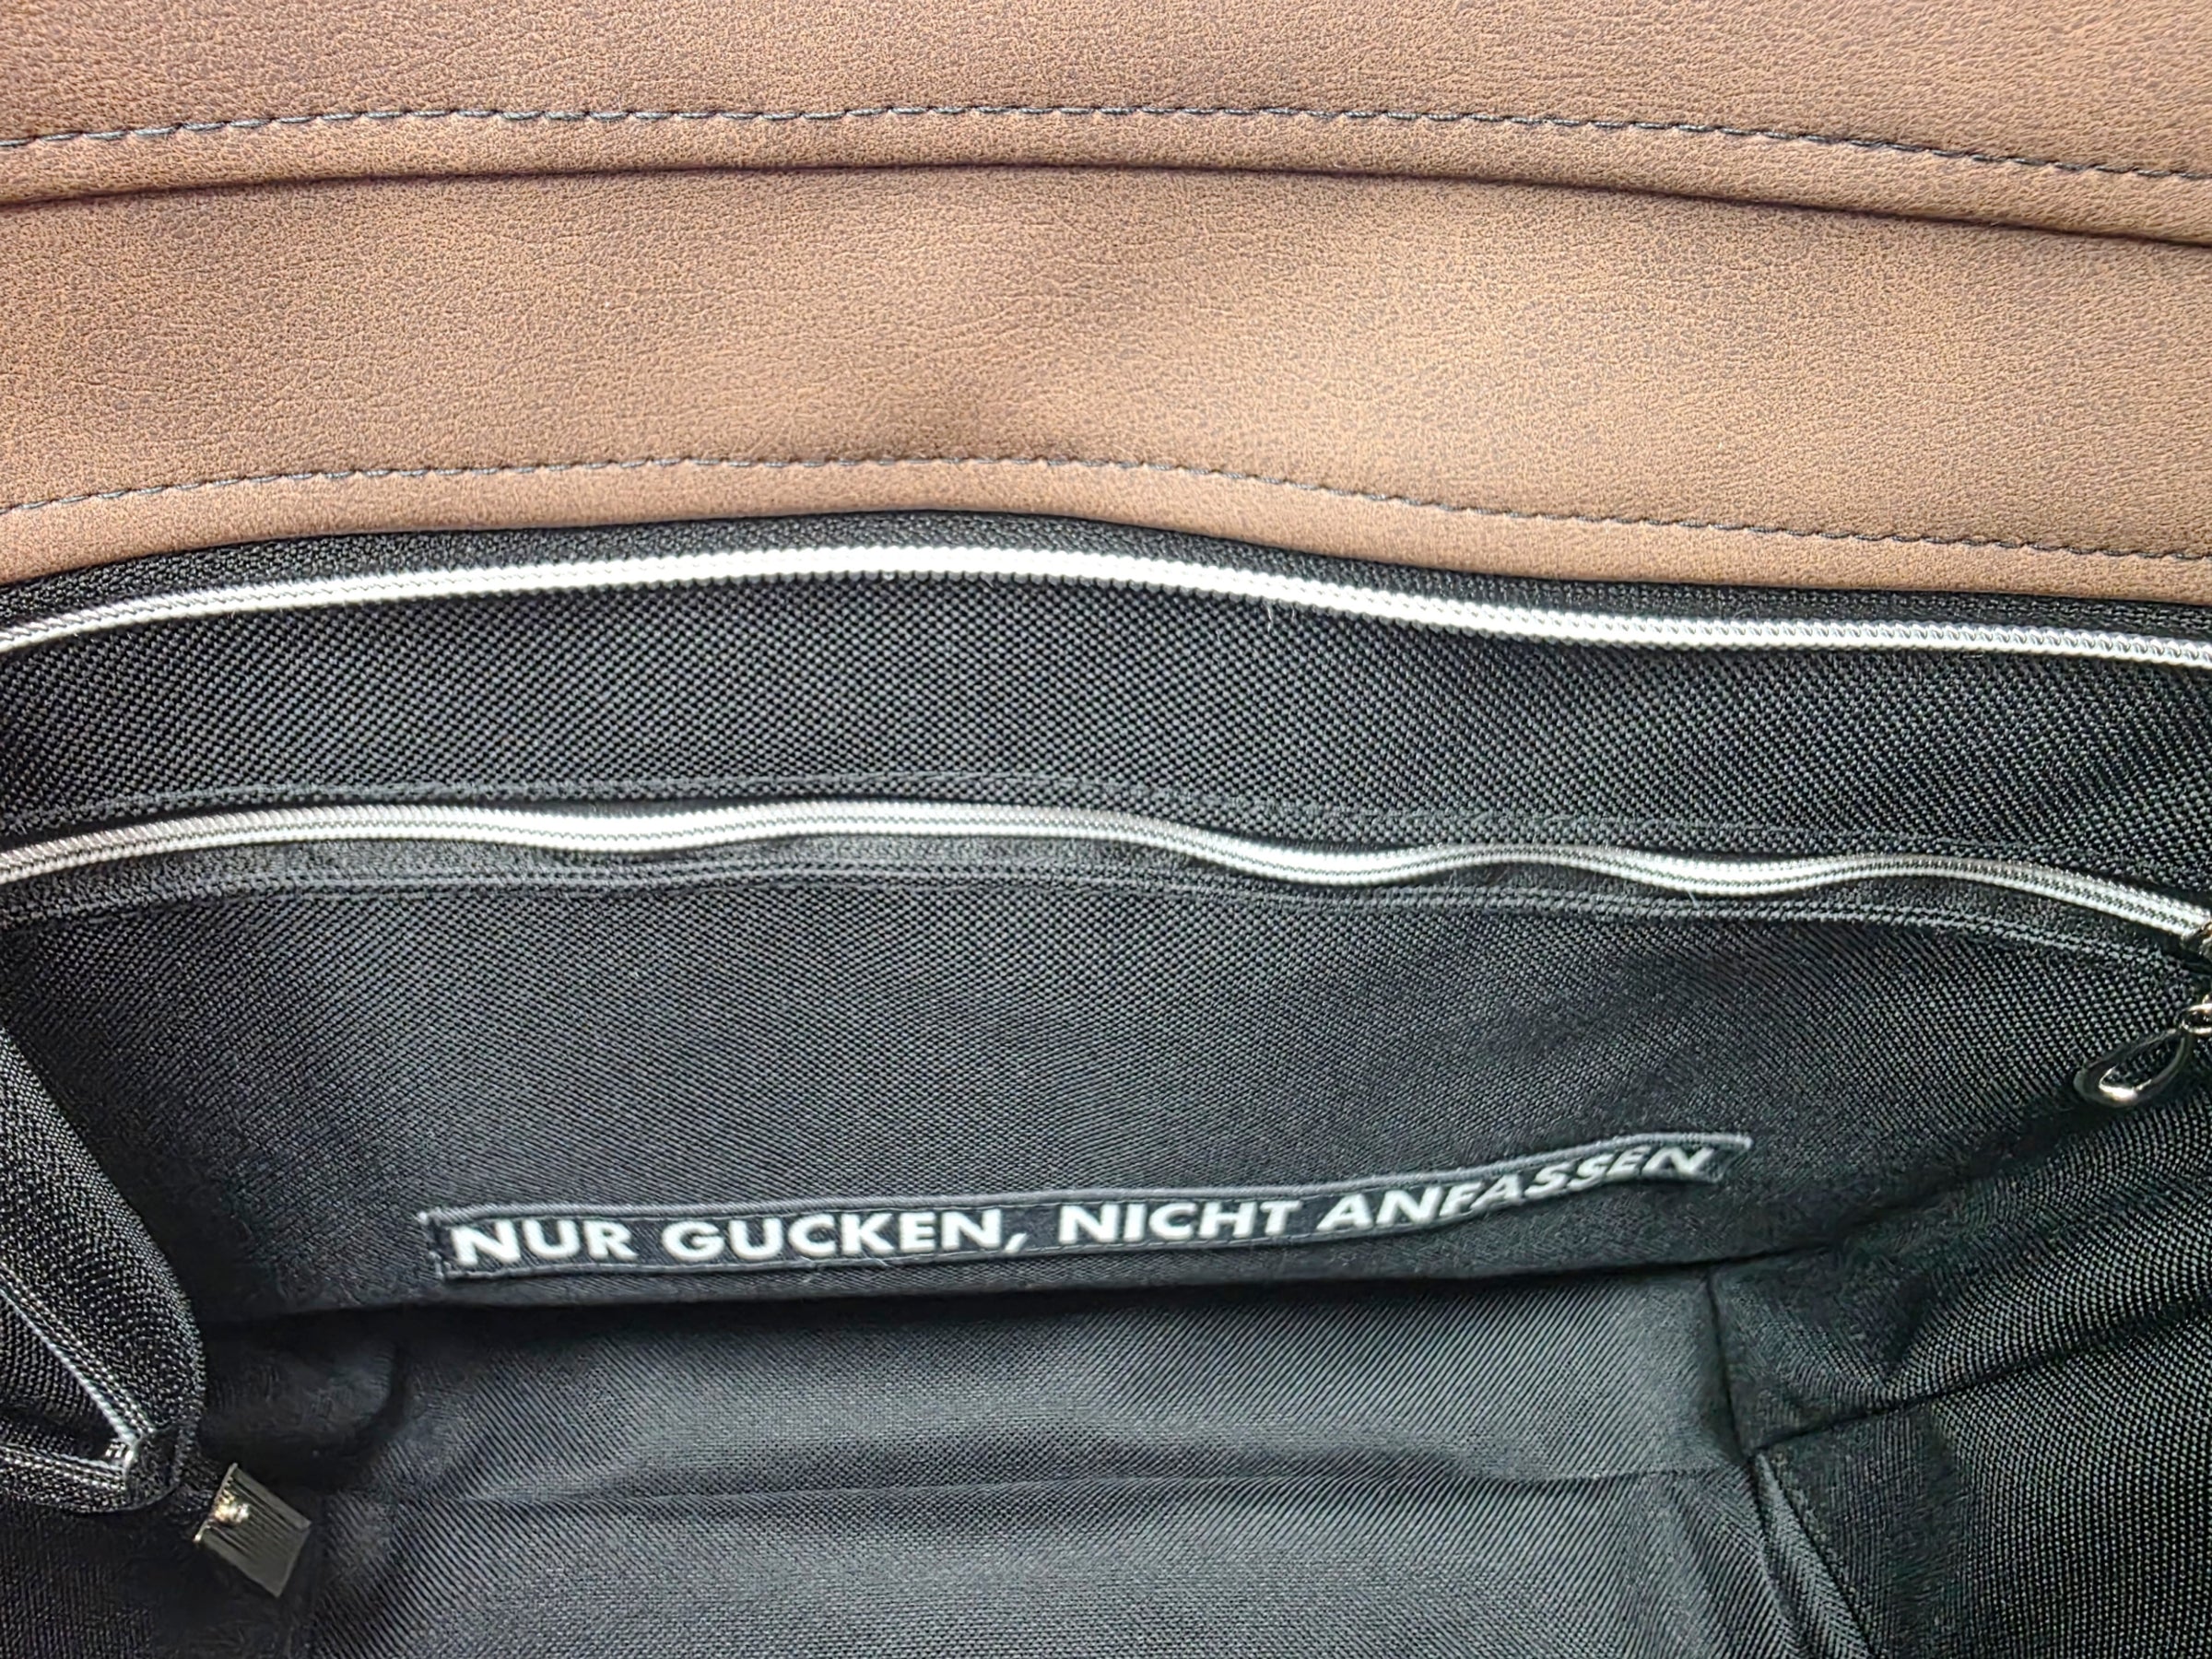 NUR GUCKEN, NICHT ANFASSEN